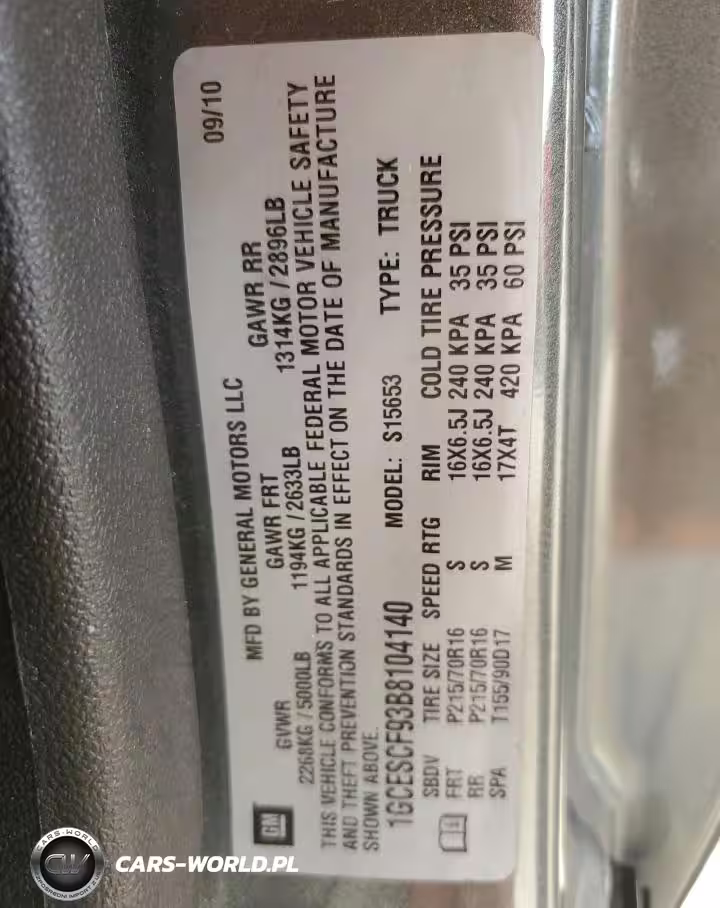 MFD BY GENERAL MOTORS LLC 09/10
GM
GVWR GAWR FRT GAWR RR
2268KG / 5000LB 1194KG / 2633LB 1314KG / 2896LB
THIS VEHICLE CONFORMS TO ALL APPLICABLE FEDERAL MOTOR VEHICLE SAFETY
AND THEFT PREVENTION STANDARDS IN EFFECT ON THE DATE OF MANUFACTURE
SHOWN ABOVE.
1GCESCF93B8104140 MODEL: S15653 TYPE: TRUCK
SBDV TIRE SIZE SPEED RTG RIM COLD TIRE PRESSURE
FRT P215/70R16 S 16X6.5J 240 KPA 35 PSI
RR P215/70R16 S 16X6.5J 240 KPA 35 PSI
SPA T155/90D17 M 17X4T 420 KPA 60 PSI
CARS-WORLD
CW
CARS-WORLD.PL